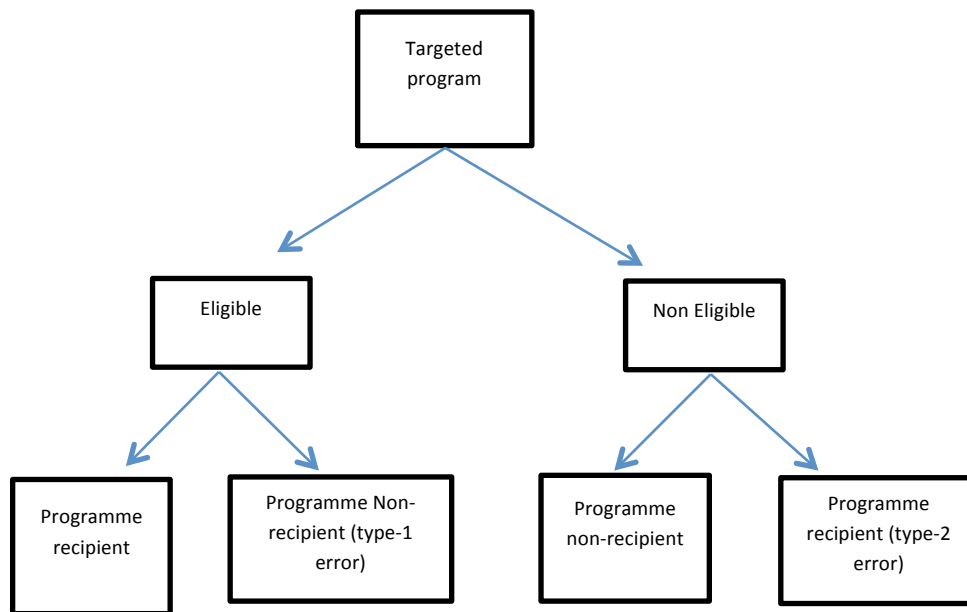 Targeted
program
Eligible
Non Eligible
Programme
recipient
Programme Non-
recipient (type-1
error)
Programme
non-recipient
Programme
recipient (type-2
error)